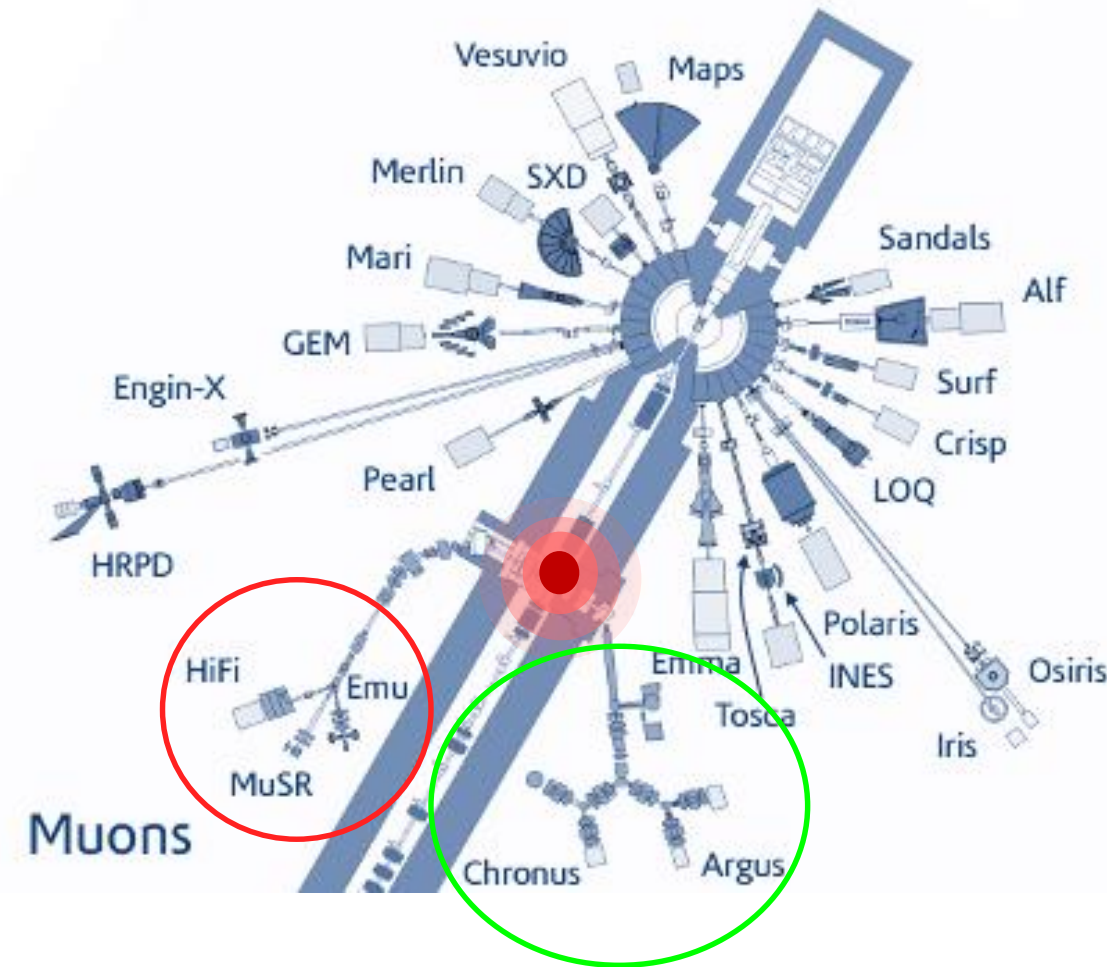 Vesuvio
Maps
Merlin
SXD
Mari
Sandals
Alf
GEM
Engin-X
Surf
Crisp
Pearl
LOQ
HRPD
Polaris
HiFi
Emu
Emma
INES
Osiris
Tosca
Iris
MuSR
Muons
Chronus
Argus